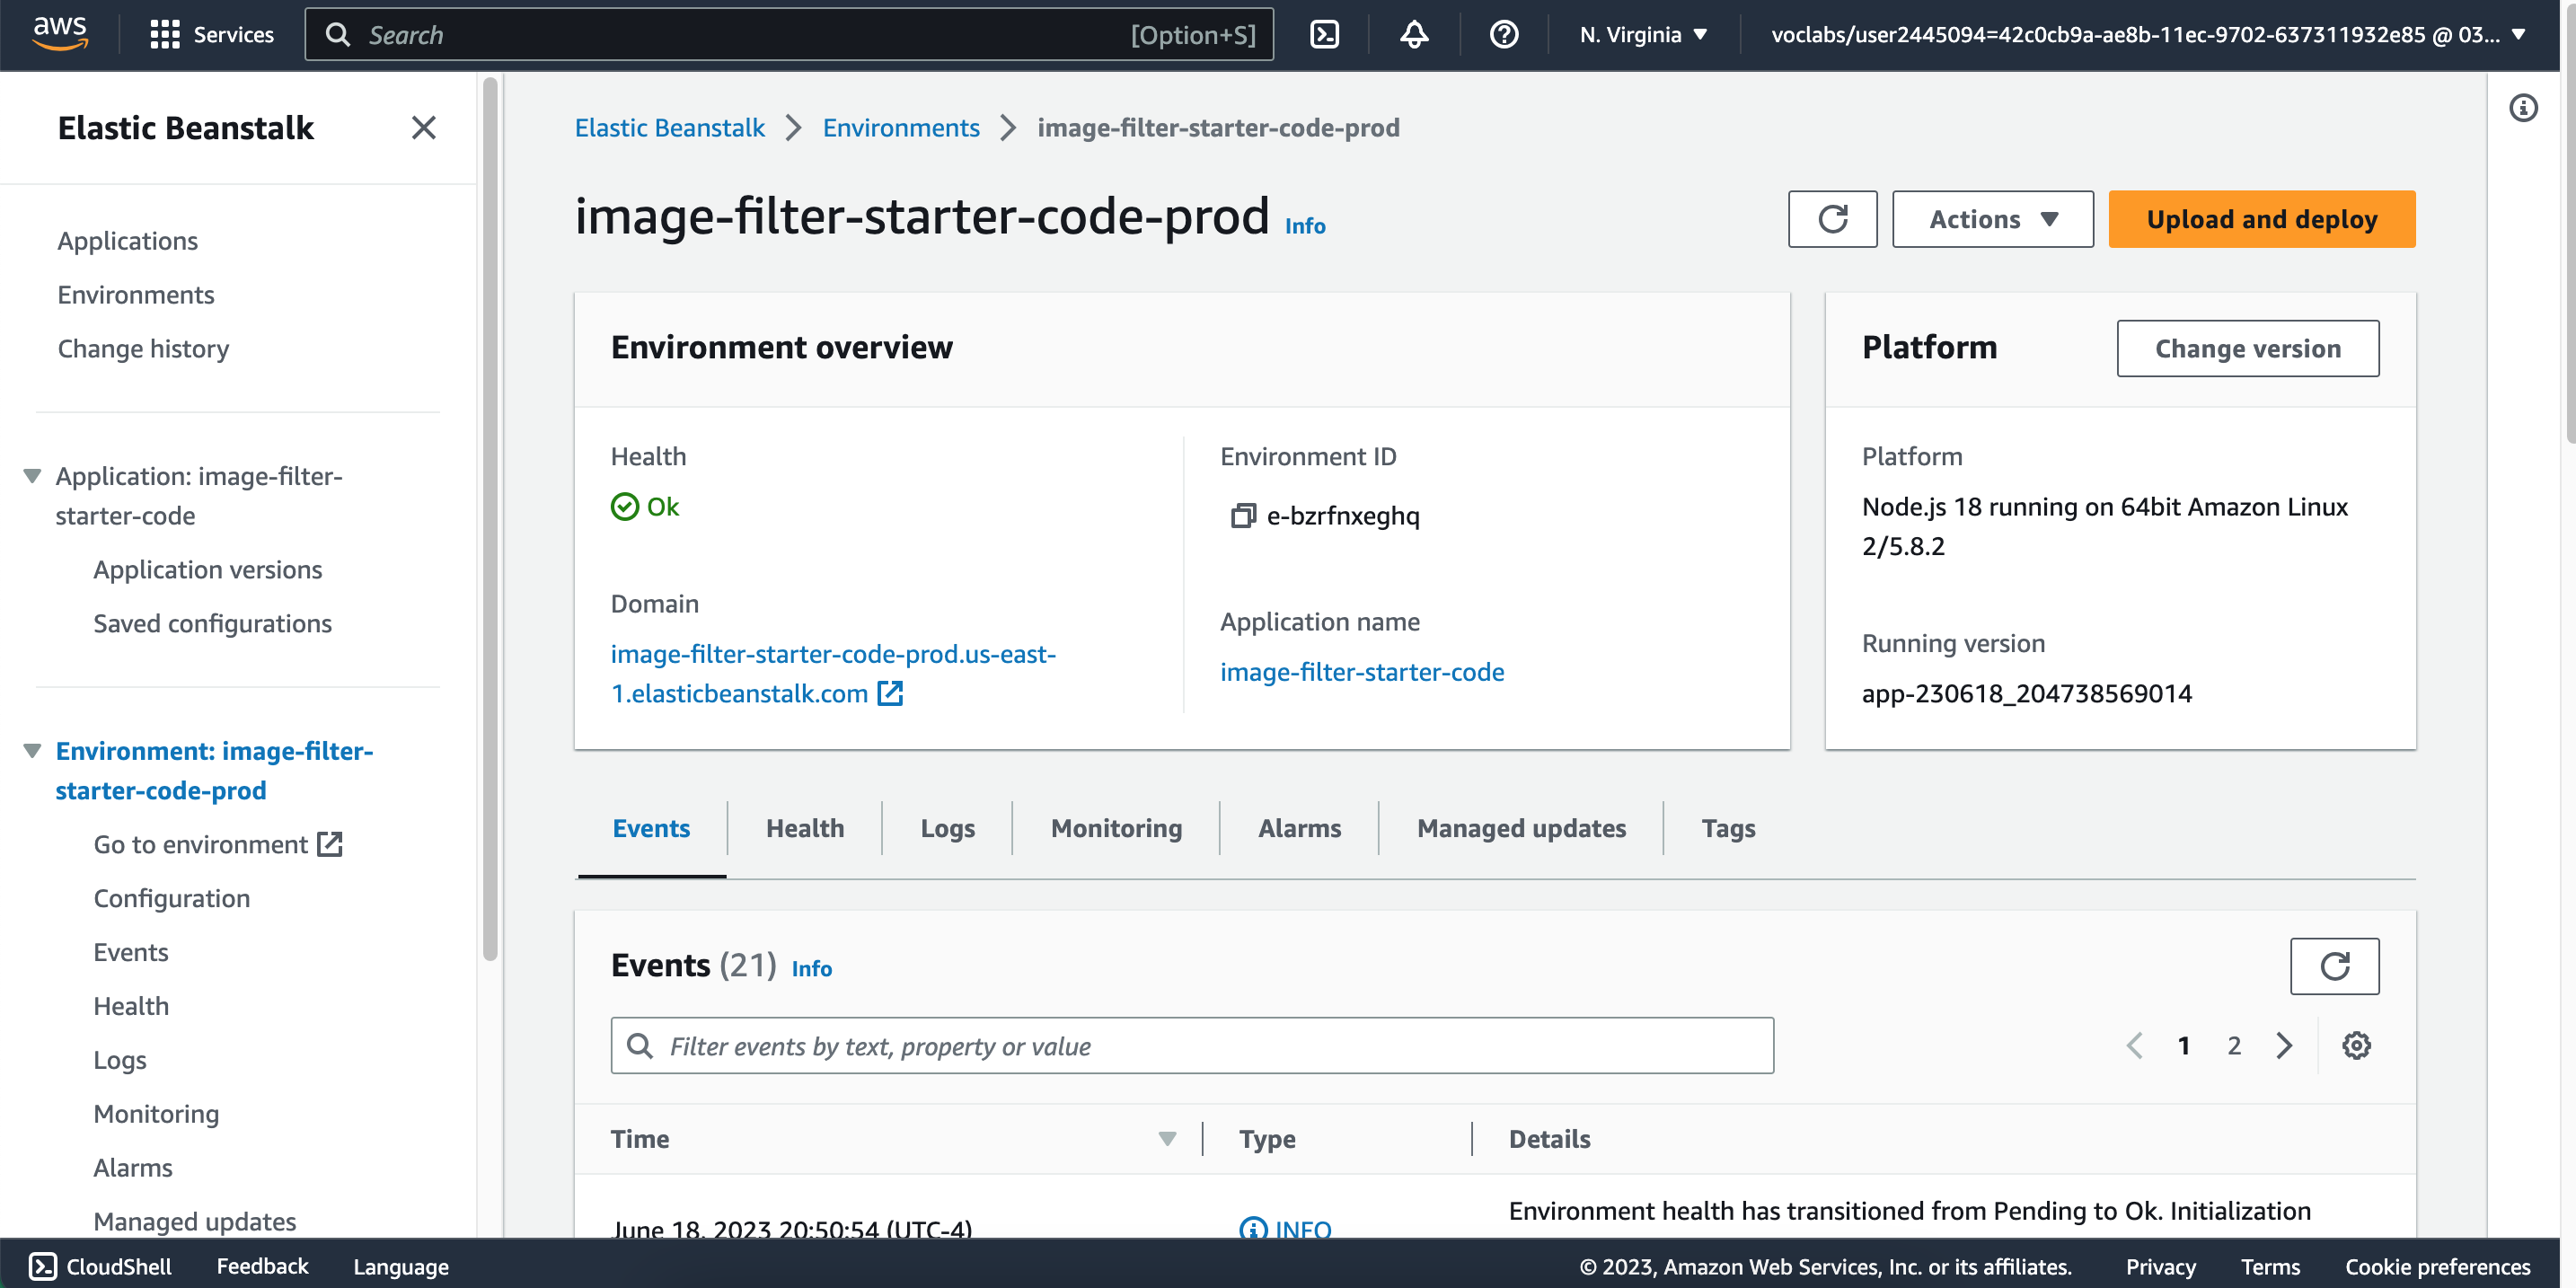 aws
Services
Search [Option+S]
N. Virginia
voclabs/user2445094=42c0cb9a-ae8b-11ec-9702-637311932e85 @ 03...
Elastic Beanstalk
Applications
Environments
Change history
Application: image-filter-
starter-code
Application versions
Saved configurations
Environment: image-filter-
starter-code-prod
Go to environment
Configuration
Events
Health
Logs
Monitoring
Alarms
Managed updates
Elastic Beanstalk
Environments
image-filter-starter-code-prod
image-filter-starter-code-prod Info
Actions
Upload and deploy
Environment overview
Health
Ok
Domain
image-filter-starter-code-prod.us-east-
1.elasticbeanstalk.com
Environment ID
e-bzrfnxeghq
Application name
image-filter-starter-code
Platform
Change version
Platform
Node.js 18 running on 64bit Amazon Linux
2/5.8.2
Running version
app-230618_204738569014
Events
Health
Logs
Monitoring
Alarms
Managed updates
Tags
Events (21) Info
Filter events by text, property or value
1 2
Time
Type
Details
June 18, 2023 20:50:54 (UTC-4)
INFO
Environment health has transitioned from Pending to Ok. Initialization
CloudShell
Feedback
Language
© 2023, Amazon Web Services, Inc. or its affiliates.
Privacy
Terms
Cookie preferences